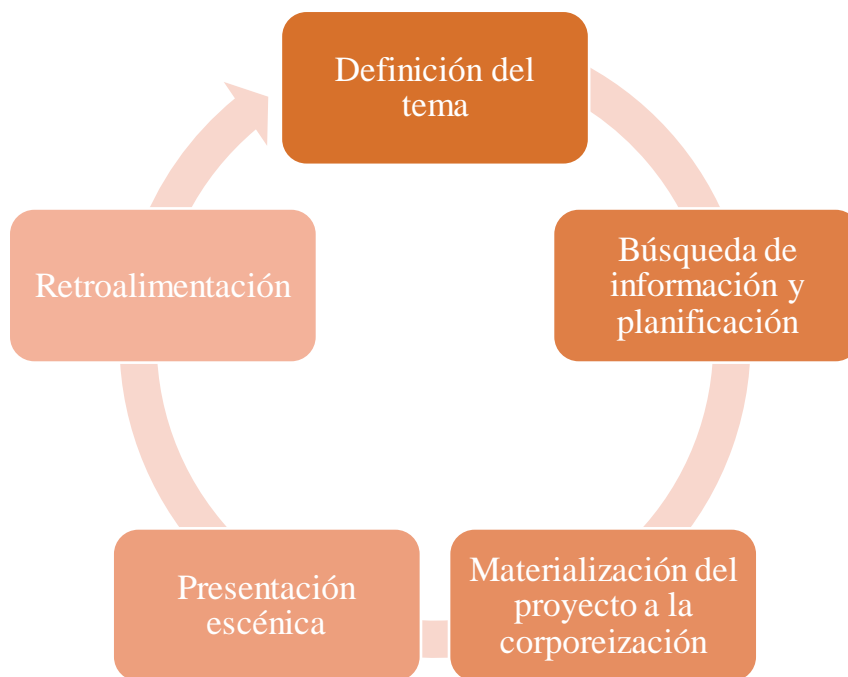 Definición del
tema
Búsqueda de
información y
planificación
Materialización del
proyecto a la
corporeización
Presentación
escénica
Retroalimentación